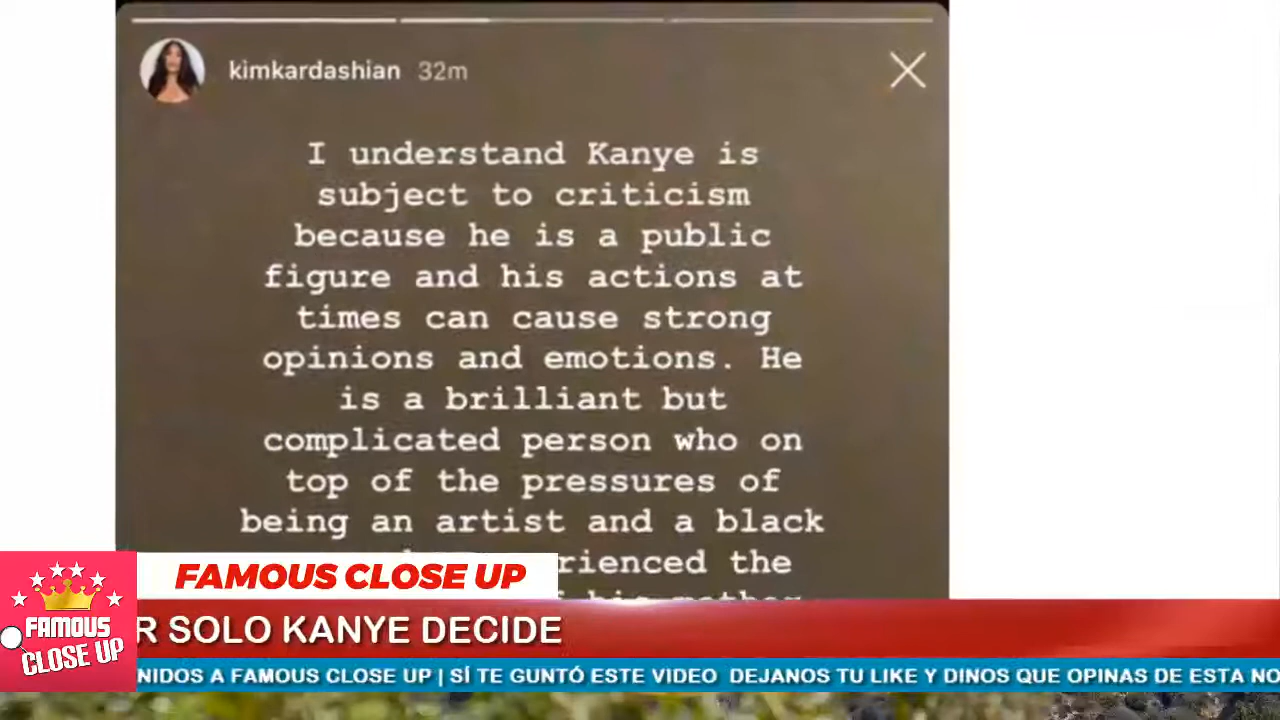 kimkardashian 32m
I understand Kanye is
subject to criticism
because he is a public
figure and his actions at
times can cause strong
opinions and emotions. He
is a brilliant but
complicated person who on
top of the pressures of
being an artist and a black
rienced the
FAMOUS CLOSE UP
FAMOUS
CLOSE UP
R SOLO KANYE DECIDE
NIDOS A FAMOUS CLOSE UP | SÍ TE GUNTÓ ESTE VIDEO DEJANOS TU LIKE Y DINOS QUE OPINAS DE ESTA NO